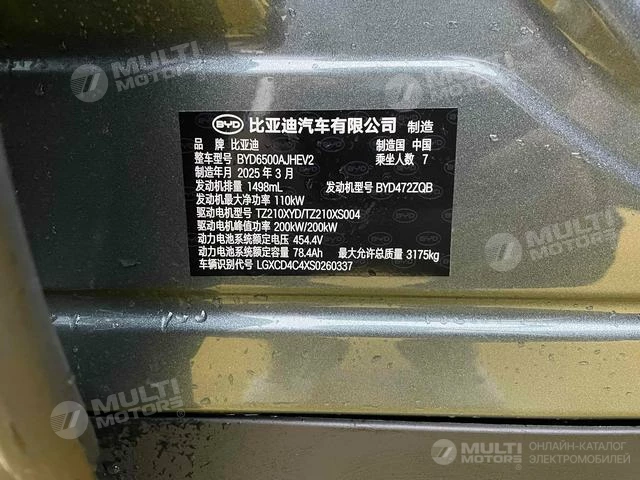 MULTI MOTORS
MULTI MOTORS
MULTI MOTORS
BYD 比亚迪汽车有限公司 制造
品 牌 比亚迪 制造国 中国
整车型号 BYD6500AJHEV2 乘坐人数 7
制造年月 2025 年 3 月
发动机排量 1498mL 发动机型号 BYD472ZQB
发动机最大净功率 110kW
驱动电机型号 TZ210XYD/TZ210XS004
驱动电机峰值功率 200kW/200kW
动力电池系统额定电压 454.4V
动力电池系统额定容量 78.4Ah 最大允许总质量 3175kg
车辆识别代号 LGXCD4C4XS0260337
MULTI MOTORS
MULTI MOTORS
MULTI MOTORS
MULTI MOTORS ОНЛАЙН-КАТАЛОГ
ЭЛЕКТРОМОБИЛЕЙ